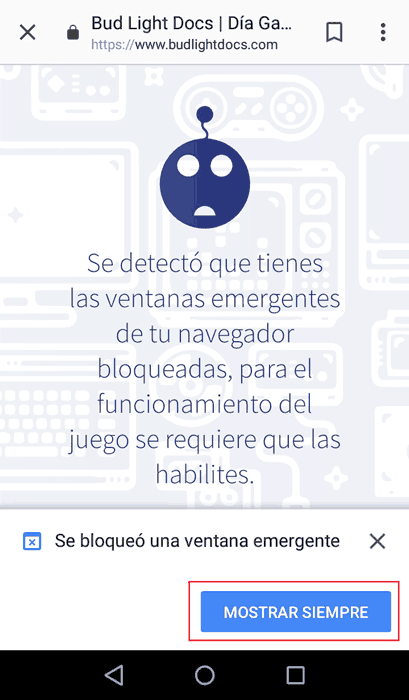 Bud Light Docs | Día Ga...
https://www.budlightdocs.com
Se detectó que tienes
las ventanas emergentes
de tu navegador
bloqueadas, para el
funcionamiento del
juego se requiere que las
habilites.
Se bloqueó una ventana emergente
MOSTRAR SIEMPRE